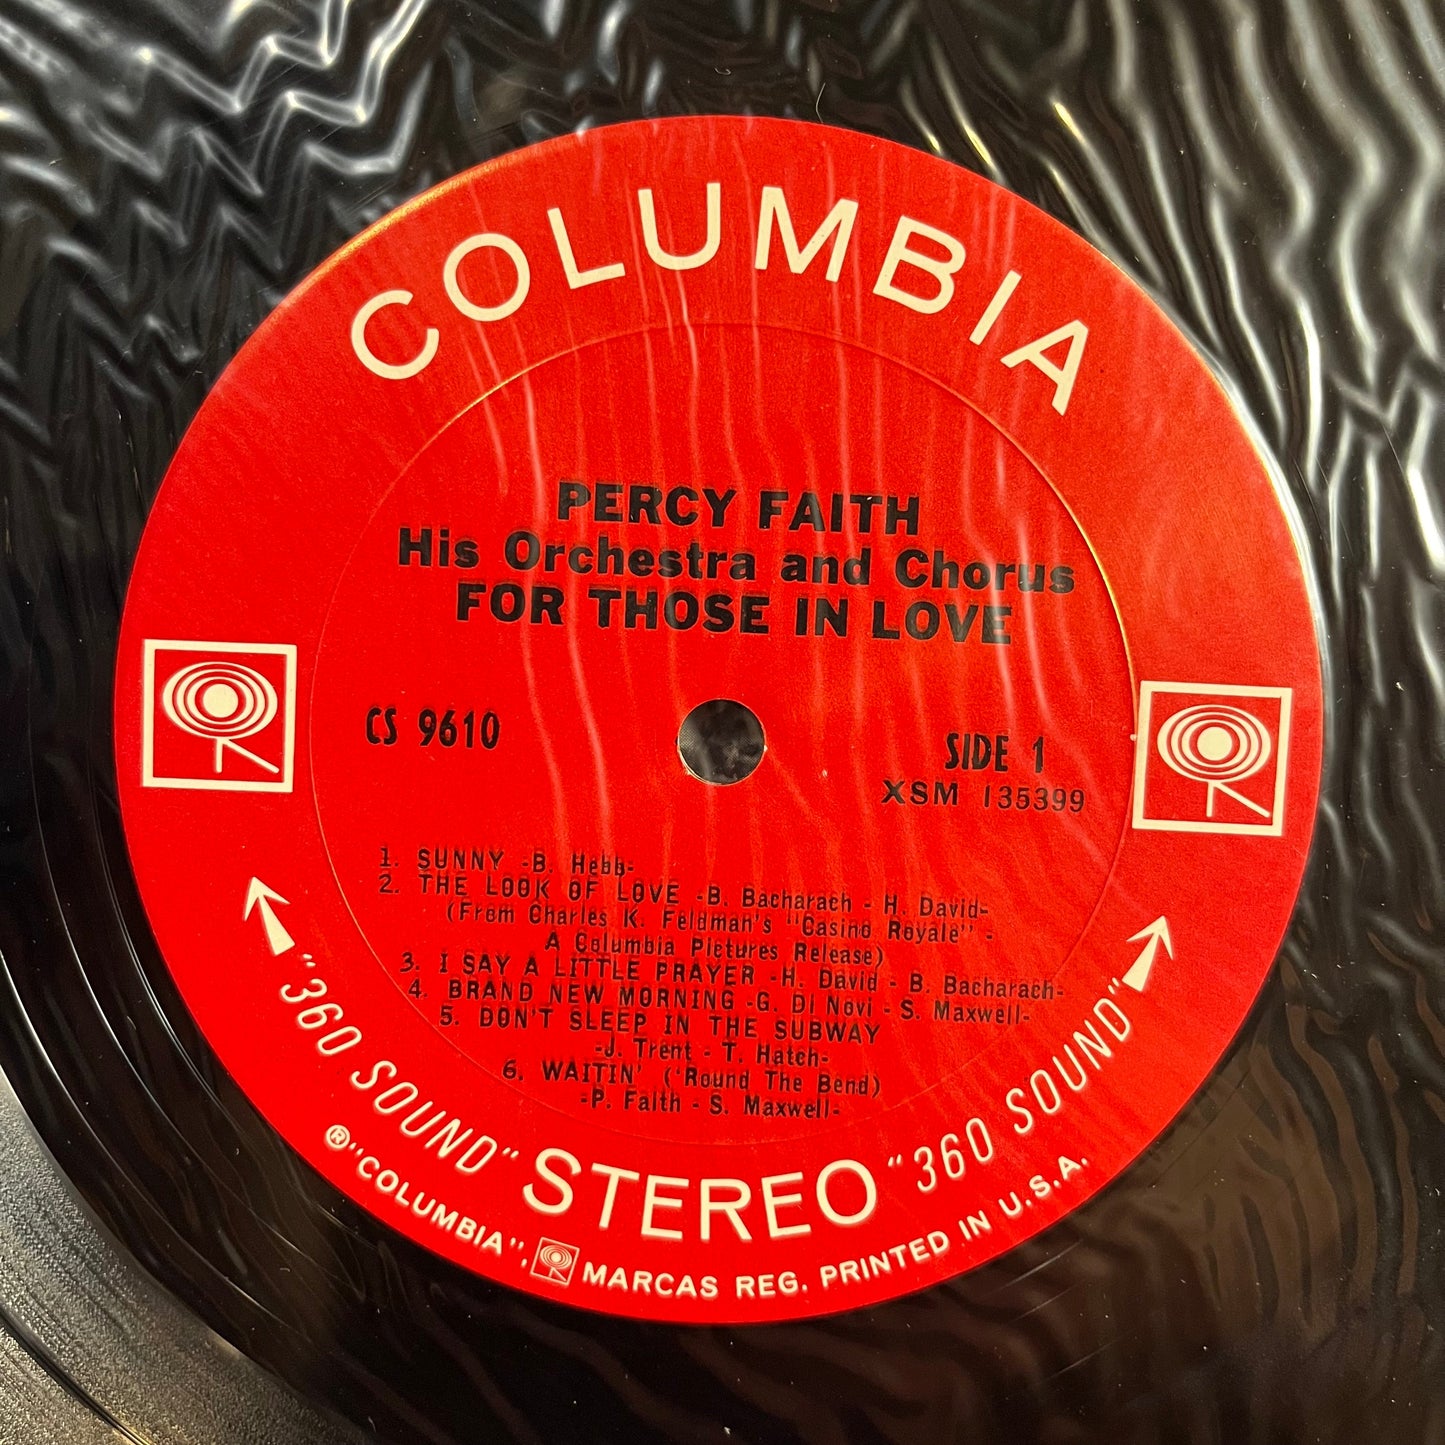 COLUMBIA
PERCY FAITH
His Orchestra and Chorus
FOR THOSE IN LOVE
CS 9610
SIDE 1
XSM 135399
1. SUNNY -B. Hebb-
2. THE LOOK OF LOVE -B. Bacharach - H. David-
(From Charles K. Feldman's "Casino Royale" -
A Columbia Pictures Release)
3. I SAY A LITTLE PRAYER -H. David - B. Bacharach-
4. BRAND NEW MORNING -G. Di Novi - S. Maxwell-
5. DON'T SLEEP IN THE SUBWAY
-J. Trent - T. Hatch-
6. WAITIN' ('Round The Bend)
-P. Faith - S. Maxwell-
"360 SOUND" STEREO "360 SOUND"
® "COLUMBIA", MARCAS REG. PRINTED IN U.S.A.